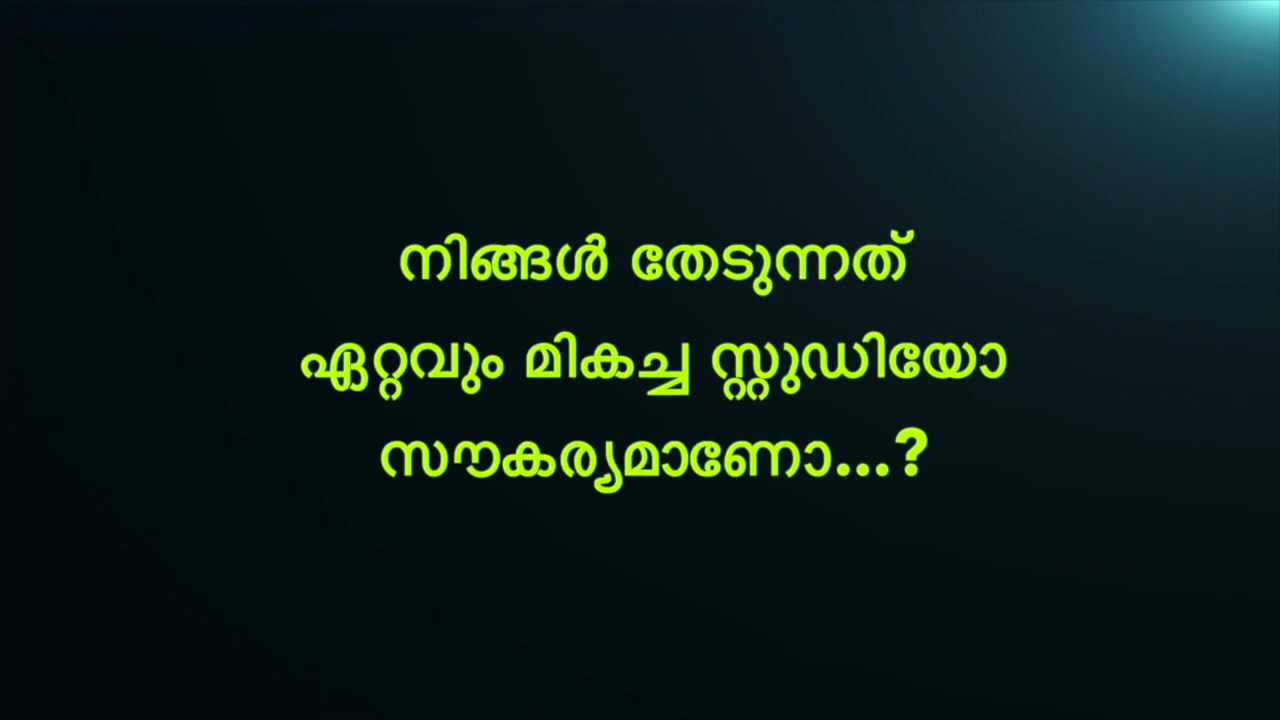 നിങ്ങൾ തേടുന്നത്
ഏറ്റവും മികച്ച സ്റ്റുഡിയോ
സൗകര്യമാണോ...?